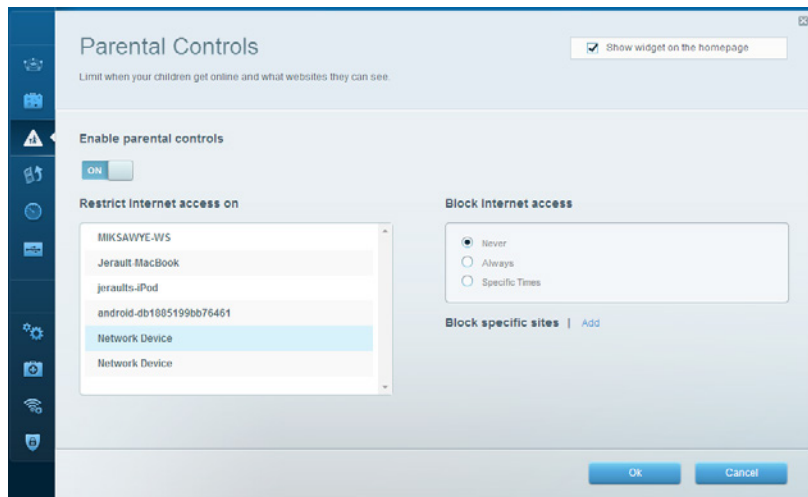 Parental Controls
Show widget on the homepage
Limit when your children get online and what websites they can see.
Enable parental controls
ON
Restrict Internet access on
MIKSAWYE-WS
Jerault-MacBook
jeraults-iPod
android-db1885199bb76461
Network Device
Network Device
Block Internet access
Never
Always
Specific Times
Block specific sites | Add
Ok
Cancel